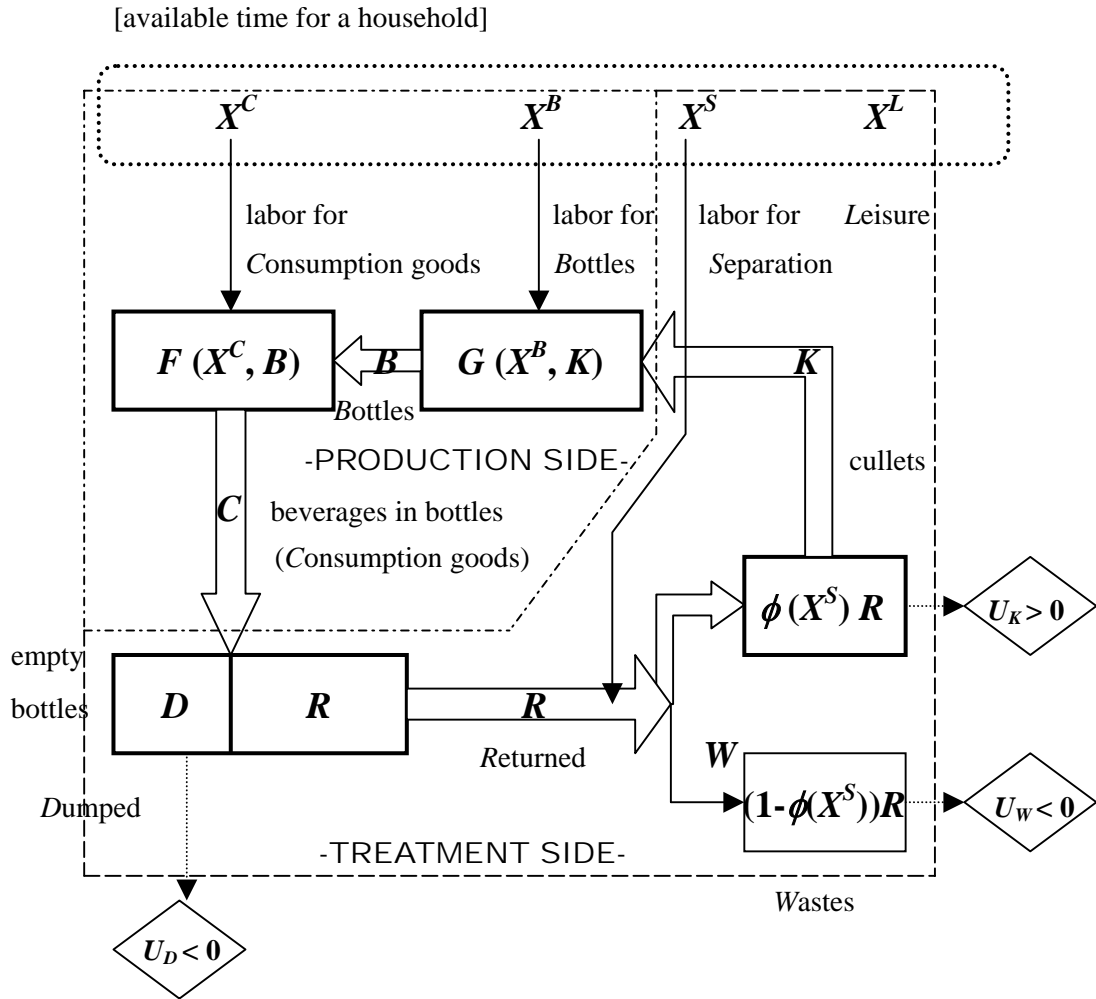 [available time for a household]
X^C X^B X^S X^L
labor for labor for labor for Leisure
Consumption goods Bottles Separation
F (X^C, B) B G (X^B, K) K
Bottles
-PRODUCTION SIDE- cullets
C beverages in bottles
(Consumption goods)
ϕ (X^S) R U_K > 0
empty
bottles D R R
Returned W
Dumped (1-ϕ(X^S))R U_W < 0
-TREATMENT SIDE-
Wastes
U_D < 0